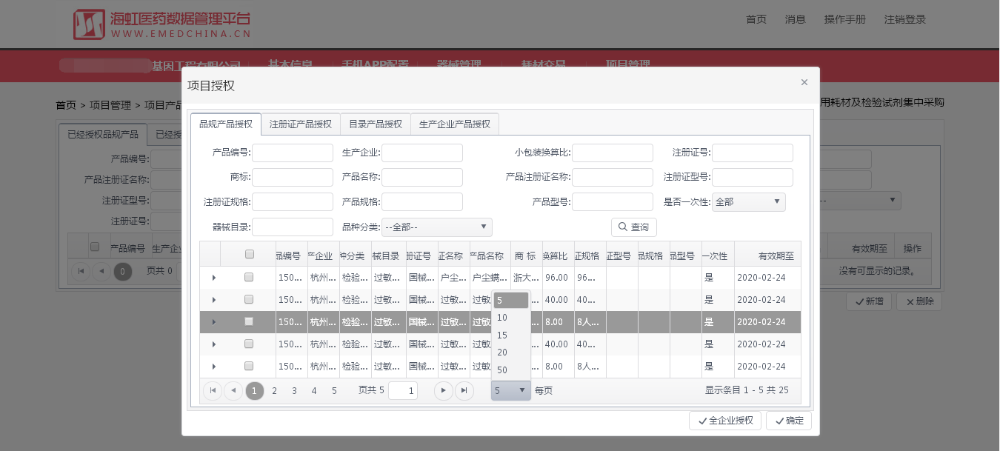 海虹医药数据管理平台
WWW.EMEDCHINA.CN
首页 消息 操作手册 注销登录
基因工程有限公司 基本信息 手机APP配置 器械管理 耗材交易 项目管理
项目授权 ×
首页 > 项目管理 > 项目产品
用耗材及检验试剂集中采购
已经授权品规产品 已经授
品规产品授权 注册证产品授权 目录产品授权 生产企业产品授权
产品编号:
产品注册证名称:
注册证型号:
注册证号:
产品编号: 生产企业: 小包装换算比: 注册证号:
商标: 产品名称: 产品注册证名称: 注册证型号:
注册证规格: 产品规格: 产品型号: 是否一次性: 全部
器械目录: 品种分类: --全部-- 查询
产品编号 生产企
有效期至 操作
品编号 产企业 种分类 械目录 册证号 证名称 产品名称 商 标 换算比 证规格 证型号 品规格 品型号 一次性 有效期至
150... 杭州... 检验... 过敏... 国械... 户尘... 户尘螨... 浙大... 96.00 96... 是 2020-02-24
150... 杭州... 检验... 过敏... 国械... 过敏... 过敏 ... 40.00 40... 是 2020-02-24
150... 杭州... 检验... 过敏... 国械... 过敏... 过敏 ... 8.00 8人... 是 2020-02-24
150... 杭州... 检验... 过敏... 国械... 过敏... 过敏 ... 40.00 40... 是 2020-02-24
150... 杭州... 检验... 过敏... 国械... 过敏... 过敏 ... 8.00 8人... 是 2020-02-24
5
10
15
20
50
0 页共 0
没有可显示的记录。
新增 删除
1 2 3 4 5 页共 5 1 5 每页 显示条目 1 - 5 共 25
全企业授权 确定